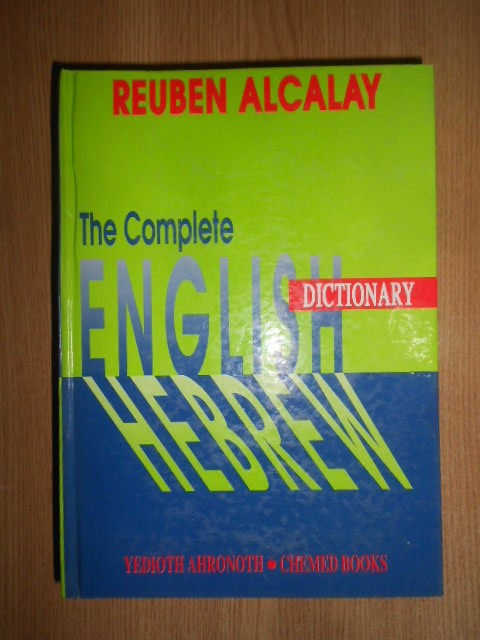 REUBEN ALCALAY
The Complete
ENGLISH
DICTIONARY
HEBREW
YEDIOTH AHRONOTH • CHEMED BOOKS